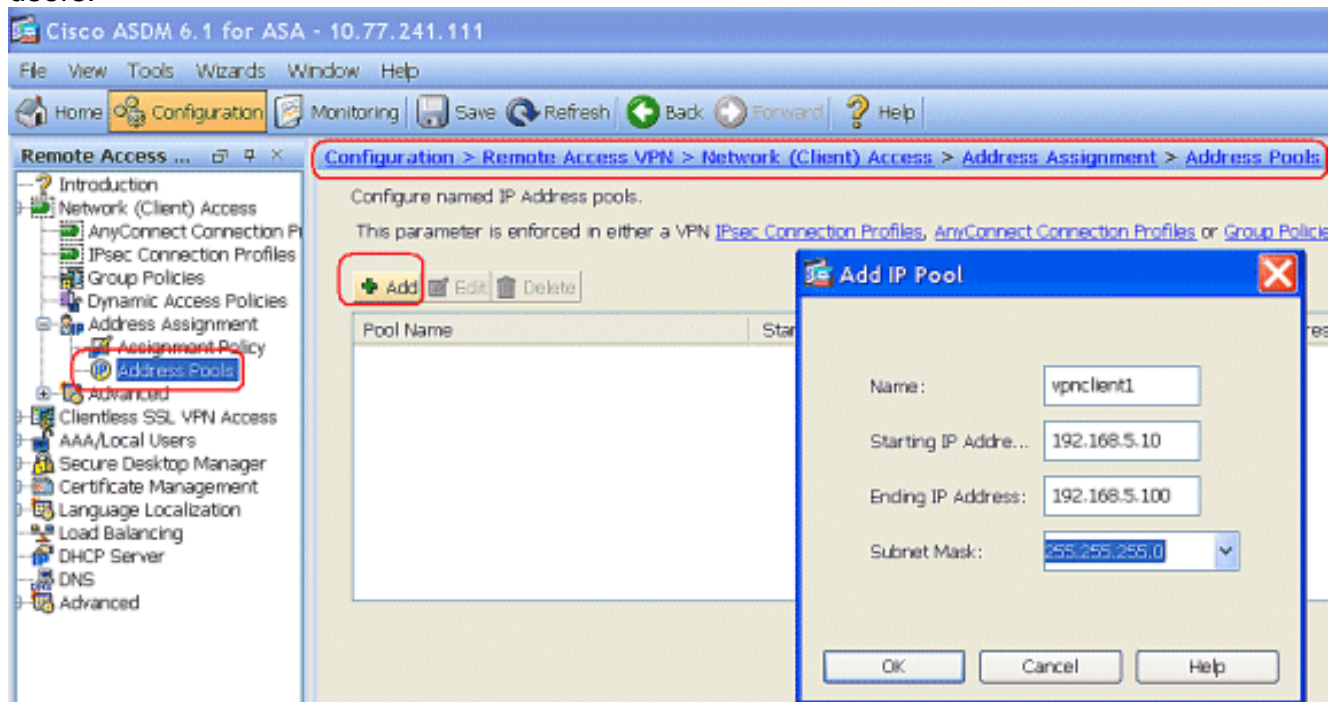 users.
Cisco ASDM 6.1 for ASA - 10.77.241.111
File View Tools Wizards Window Help
Home Configuration Monitoring Save Refresh Back Forward Help
Remote Access ...
Configuration > Remote Access VPN > Network (Client) Access > Address Assignment > Address Pools
Introduction
Network (Client) Access
AnyConnect Connection P
IPsec Connection Profiles
Group Policies
Dynamic Access Policies
Address Assignment
Assignment Policy
Address Pools
Advanced
Clientless SSL VPN Access
AAA/Local Users
Secure Desktop Manager
Certificate Management
Language Localization
Load Balancing
DHCP Server
DNS
Advanced
Configure named IP Address pools.
This parameter is enforced in either a VPN IPsec Connection Profiles, AnyConnect Connection Profiles or Group Policie
Add Edit Delete
Pool Name Star res
Add IP Pool
Name: vpnclient1
Starting IP Addre... 192.168.5.10
Ending IP Address: 192.168.5.100
Subnet Mask: 255.255.255.0
OK Cancel Help